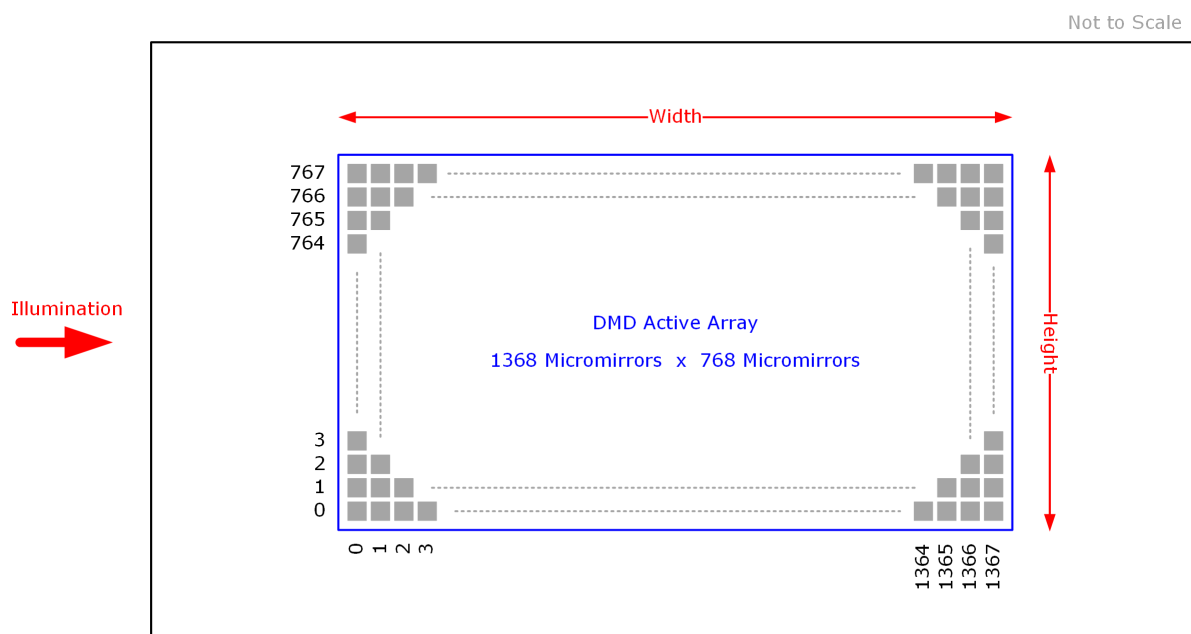 Not to Scale
Width
767
766
765
764
Illumination
DMD Active Array
1368 Micromirrors x 768 Micromirrors
Height
3
2
1
0
0 1 2 3 1364 1365 1366 1367